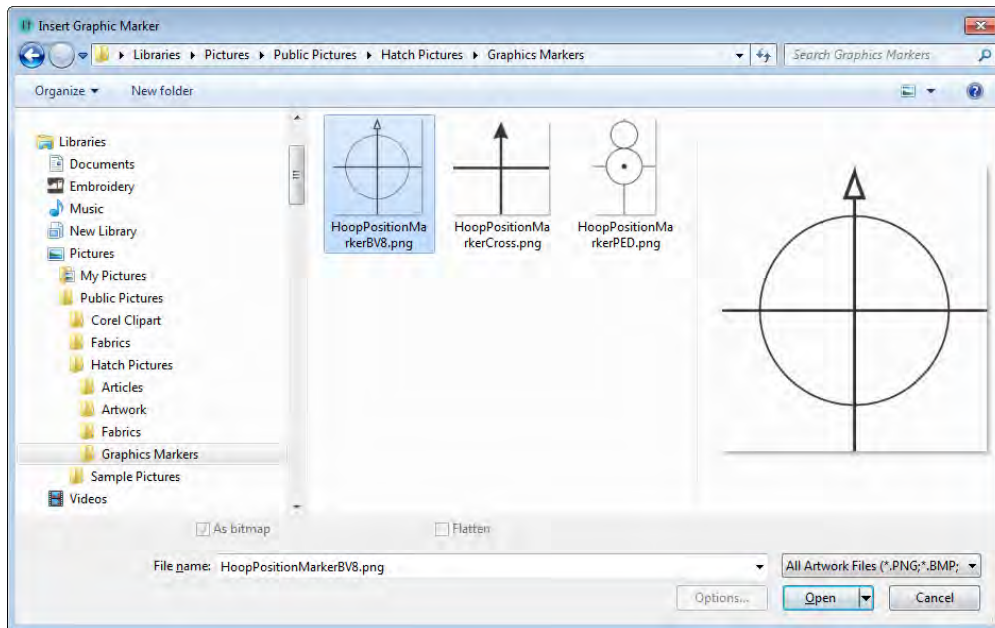 Insert Graphic Marker
Libraries Pictures Public Pictures Hatch Pictures Graphics Markers
Search Graphics Markers
Organize New folder
Libraries
Documents
Embroidery
Music
New Library
Pictures
My Pictures
Public Pictures
Corel Clipart
Fabrics
Hatch Pictures
Articles
Artwork
Fabrics
Graphics Markers
Sample Pictures
Videos
HoopPositionMa
rkerBV8.png
HoopPositionMa
rkerCross.png
HoopPositionMa
rkerPED.png
As bitmap
Flatten
File name: HoopPositionMarkerBV8.png
All Artwork Files (*.PNG;*.BMP;
Options...
Open
Cancel